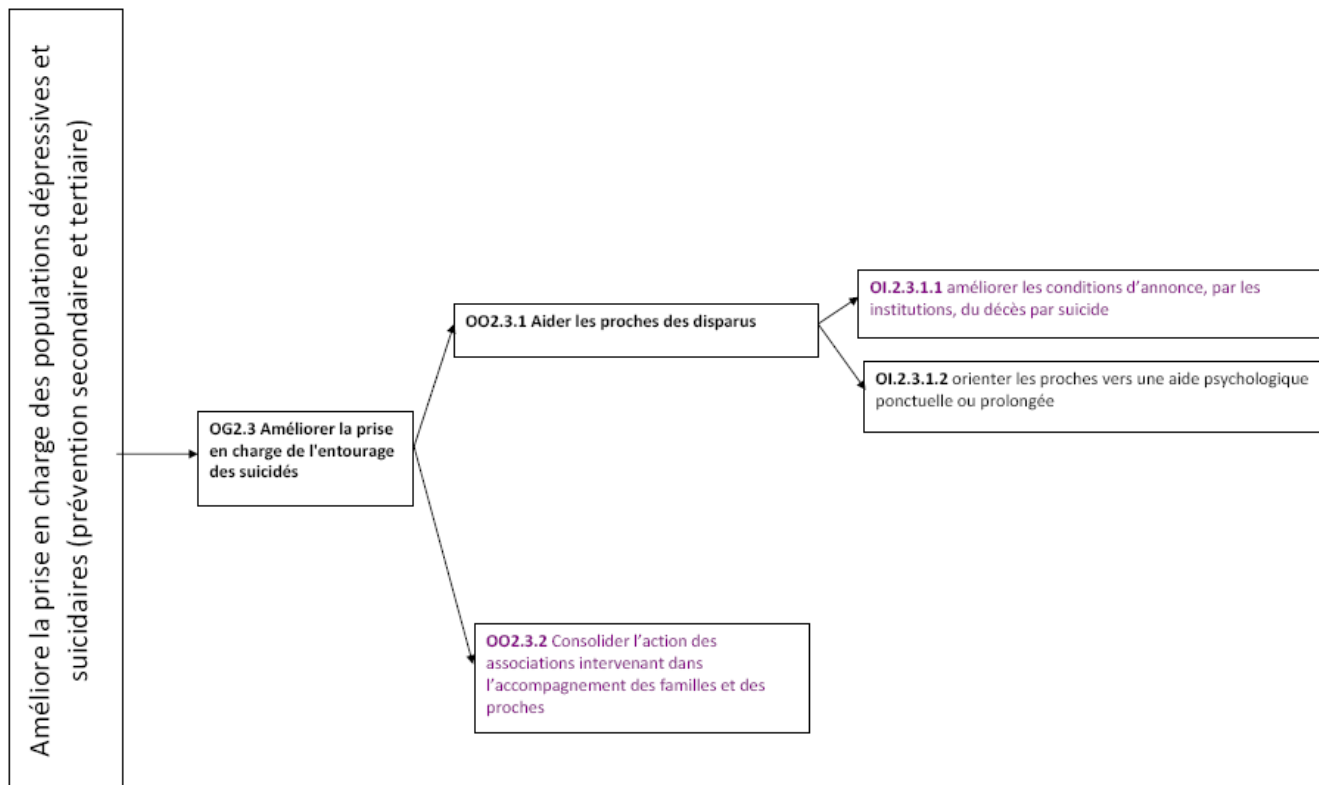 Améliore la prise en charge des populations dépressives et
suicidaires (prévention secondaire et tertiaire)
OG2.3 Améliorer la prise
en charge de l'entourage
des suicidés
OO2.3.1 Aider les proches des disparus
OI.2.3.1.1 améliorer les conditions d’annonce, par les
institutions, du décès par suicide
OI.2.3.1.2 orienter les proches vers une aide psychologique
ponctuelle ou prolongée
OO2.3.2 Consolider l’action des
associations intervenant dans
l’accompagnement des familles et des
proches